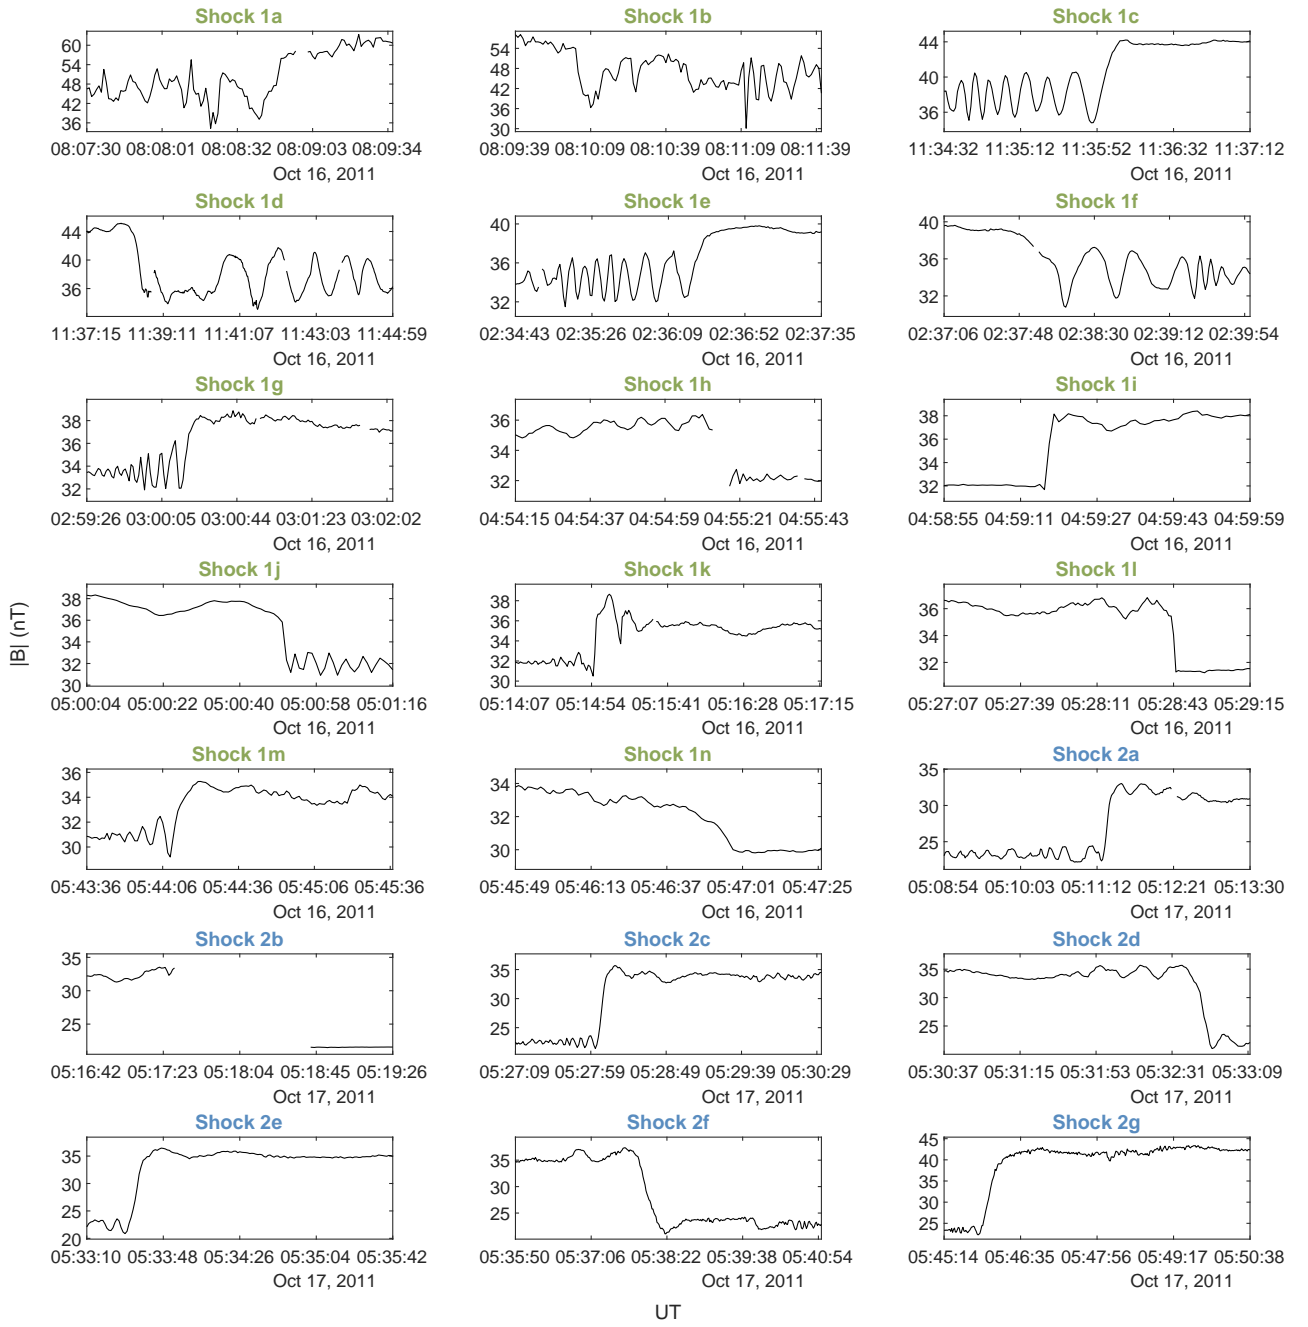 Shock 1a Shock 1b Shock 1c
60 54 48 42 36 54 48 42 36 30 44 40 36
08:07:30 08:08:01 08:08:32 08:09:03 08:09:34 08:09:39 08:10:09 08:10:39 08:11:09 08:11:39 11:34:32 11:35:12 11:35:52 11:36:32 11:37:12
Oct 16, 2011 Oct 16, 2011 Oct 16, 2011
Shock 1d Shock 1e Shock 1f
44 40 36 40 36 32 40 36 32
11:37:15 11:39:11 11:41:07 11:43:03 11:44:59 02:34:43 02:35:26 02:36:09 02:36:52 02:37:35 02:37:06 02:37:48 02:38:30 02:39:12 02:39:54
Oct 16, 2011 Oct 16, 2011 Oct 16, 2011
Shock 1g Shock 1h Shock 1i
38 36 34 32 36 34 32 38 36 34 32
02:59:26 03:00:05 03:00:44 03:01:23 03:02:02 04:54:15 04:54:37 04:54:59 04:55:21 04:55:43 04:58:55 04:59:11 04:59:27 04:59:43 04:59:59
Oct 16, 2011 Oct 16, 2011 Oct 16, 2011
Shock 1j Shock 1k Shock 1l
|B| (nT)
38 36 34 32 30 38 36 34 32 30 36 34 32
05:00:04 05:00:22 05:00:40 05:00:58 05:01:16 05:14:07 05:14:54 05:15:41 05:16:28 05:17:15 05:27:07 05:27:39 05:28:11 05:28:43 05:29:15
Oct 16, 2011 Oct 16, 2011 Oct 16, 2011
Shock 1m Shock 1n Shock 2a
36 34 32 30 34 32 30 35 30 25
05:43:36 05:44:06 05:44:36 05:45:06 05:45:36 05:45:49 05:46:13 05:46:37 05:47:01 05:47:25 05:08:54 05:10:03 05:11:12 05:12:21 05:13:30
Oct 16, 2011 Oct 16, 2011 Oct 17, 2011
Shock 2b Shock 2c Shock 2d
35 30 25 35 30 25 35 30 25
05:16:42 05:17:23 05:18:04 05:18:45 05:19:26 05:27:09 05:27:59 05:28:49 05:29:39 05:30:29 05:30:37 05:31:15 05:31:53 05:32:31 05:33:09
Oct 17, 2011 Oct 17, 2011 Oct 17, 2011
Shock 2e Shock 2f Shock 2g
35 30 25 20 35 30 25 45 40 35 30 25
05:33:10 05:33:48 05:34:26 05:35:04 05:35:42 05:35:50 05:37:06 05:38:22 05:39:38 05:40:54 05:45:14 05:46:35 05:47:56 05:49:17 05:50:38
Oct 17, 2011 Oct 17, 2011 Oct 17, 2011
UT